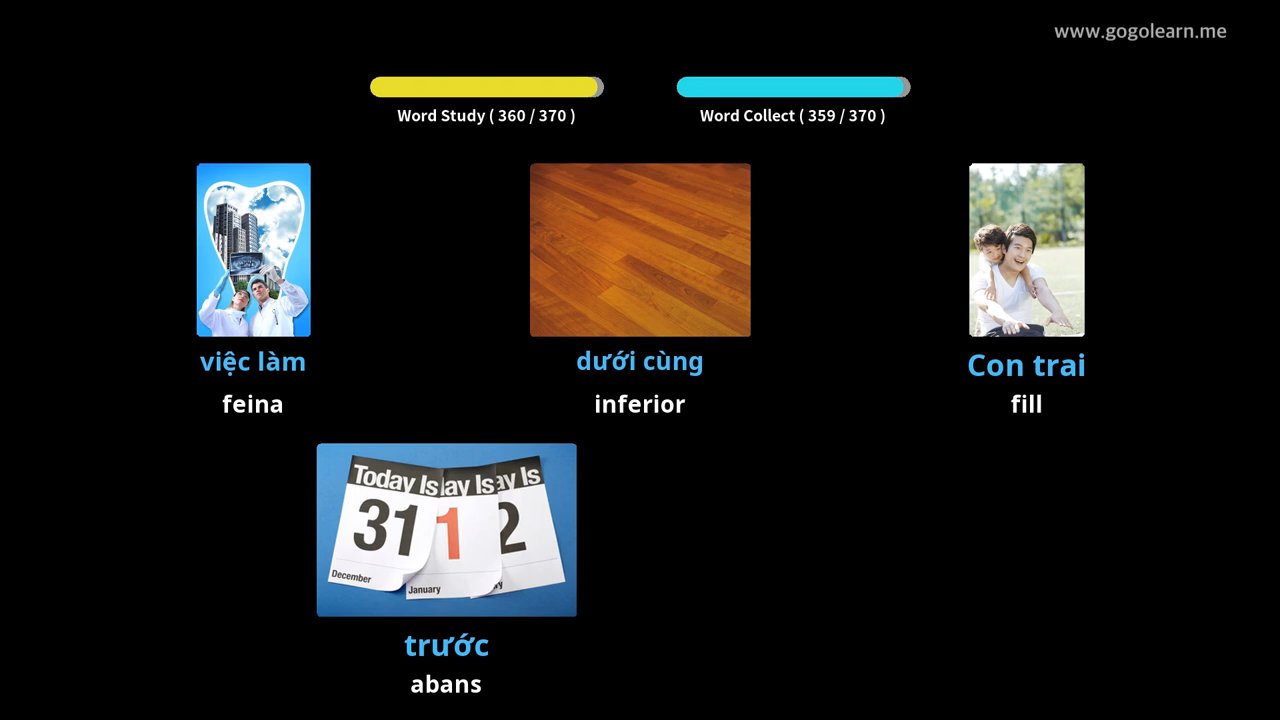 www.gogolearn.me
Word Study ( 360 / 370 )
Word Collect ( 359 / 370 )
việc làm
feina
dưới cùng
inferior
Con trai
fill
Today Is
ay Is
ay Is
31
1
2
December
January
ry
trước
abans